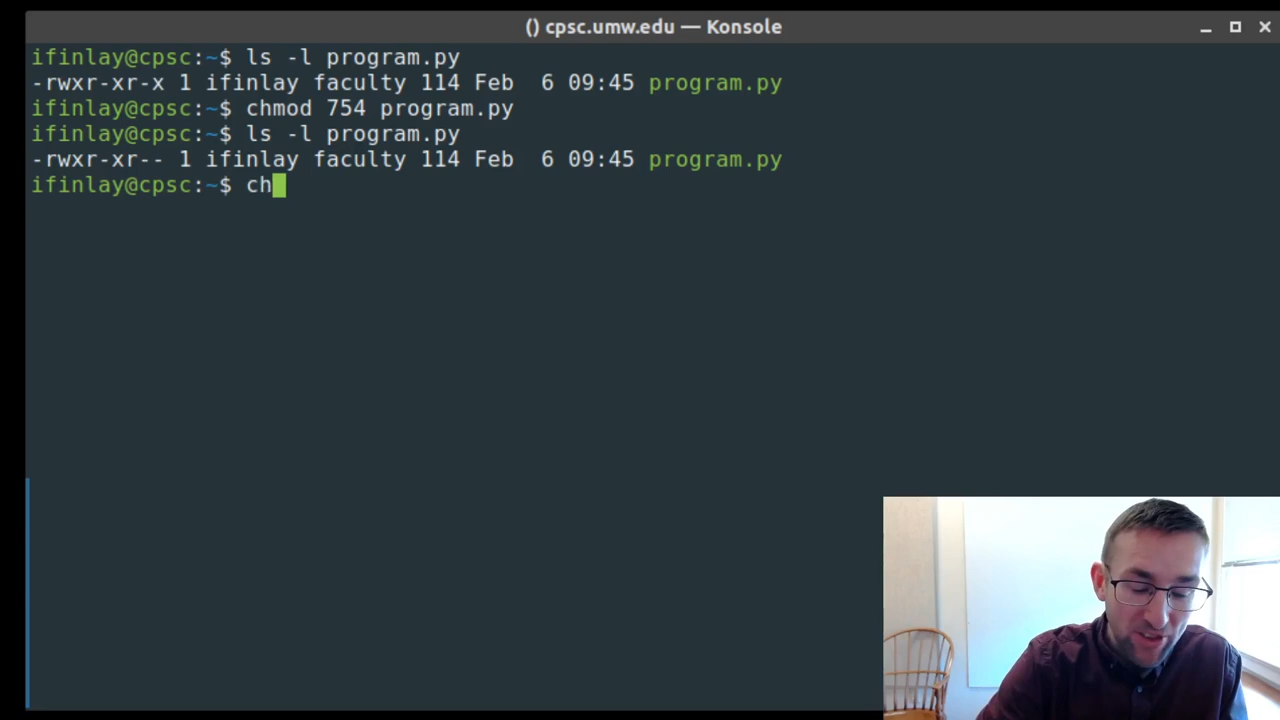 () cpsc.umw.edu — Konsole
ifinlay@cpsc:~$ ls -l program.py
-rwxr-xr-x 1 ifinlay faculty 114 Feb  6 09:45 program.py
ifinlay@cpsc:~$ chmod 754 program.py
ifinlay@cpsc:~$ ls -l program.py
-rwxr-xr-- 1 ifinlay faculty 114 Feb  6 09:45 program.py
ifinlay@cpsc:~$ ch